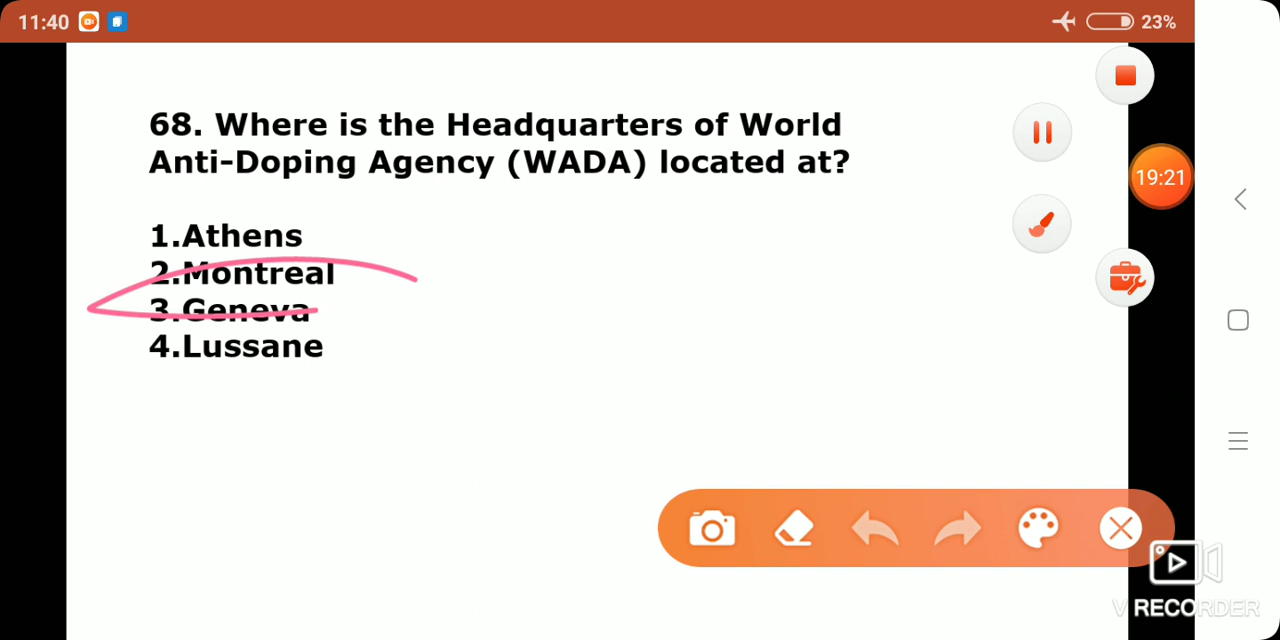 11:40
23%
68. Where is the Headquarters of World
Anti-Doping Agency (WADA) located at?
19:21
1.Athens
2.Montreal
3.Geneva
4.Lussane
V RECORDER